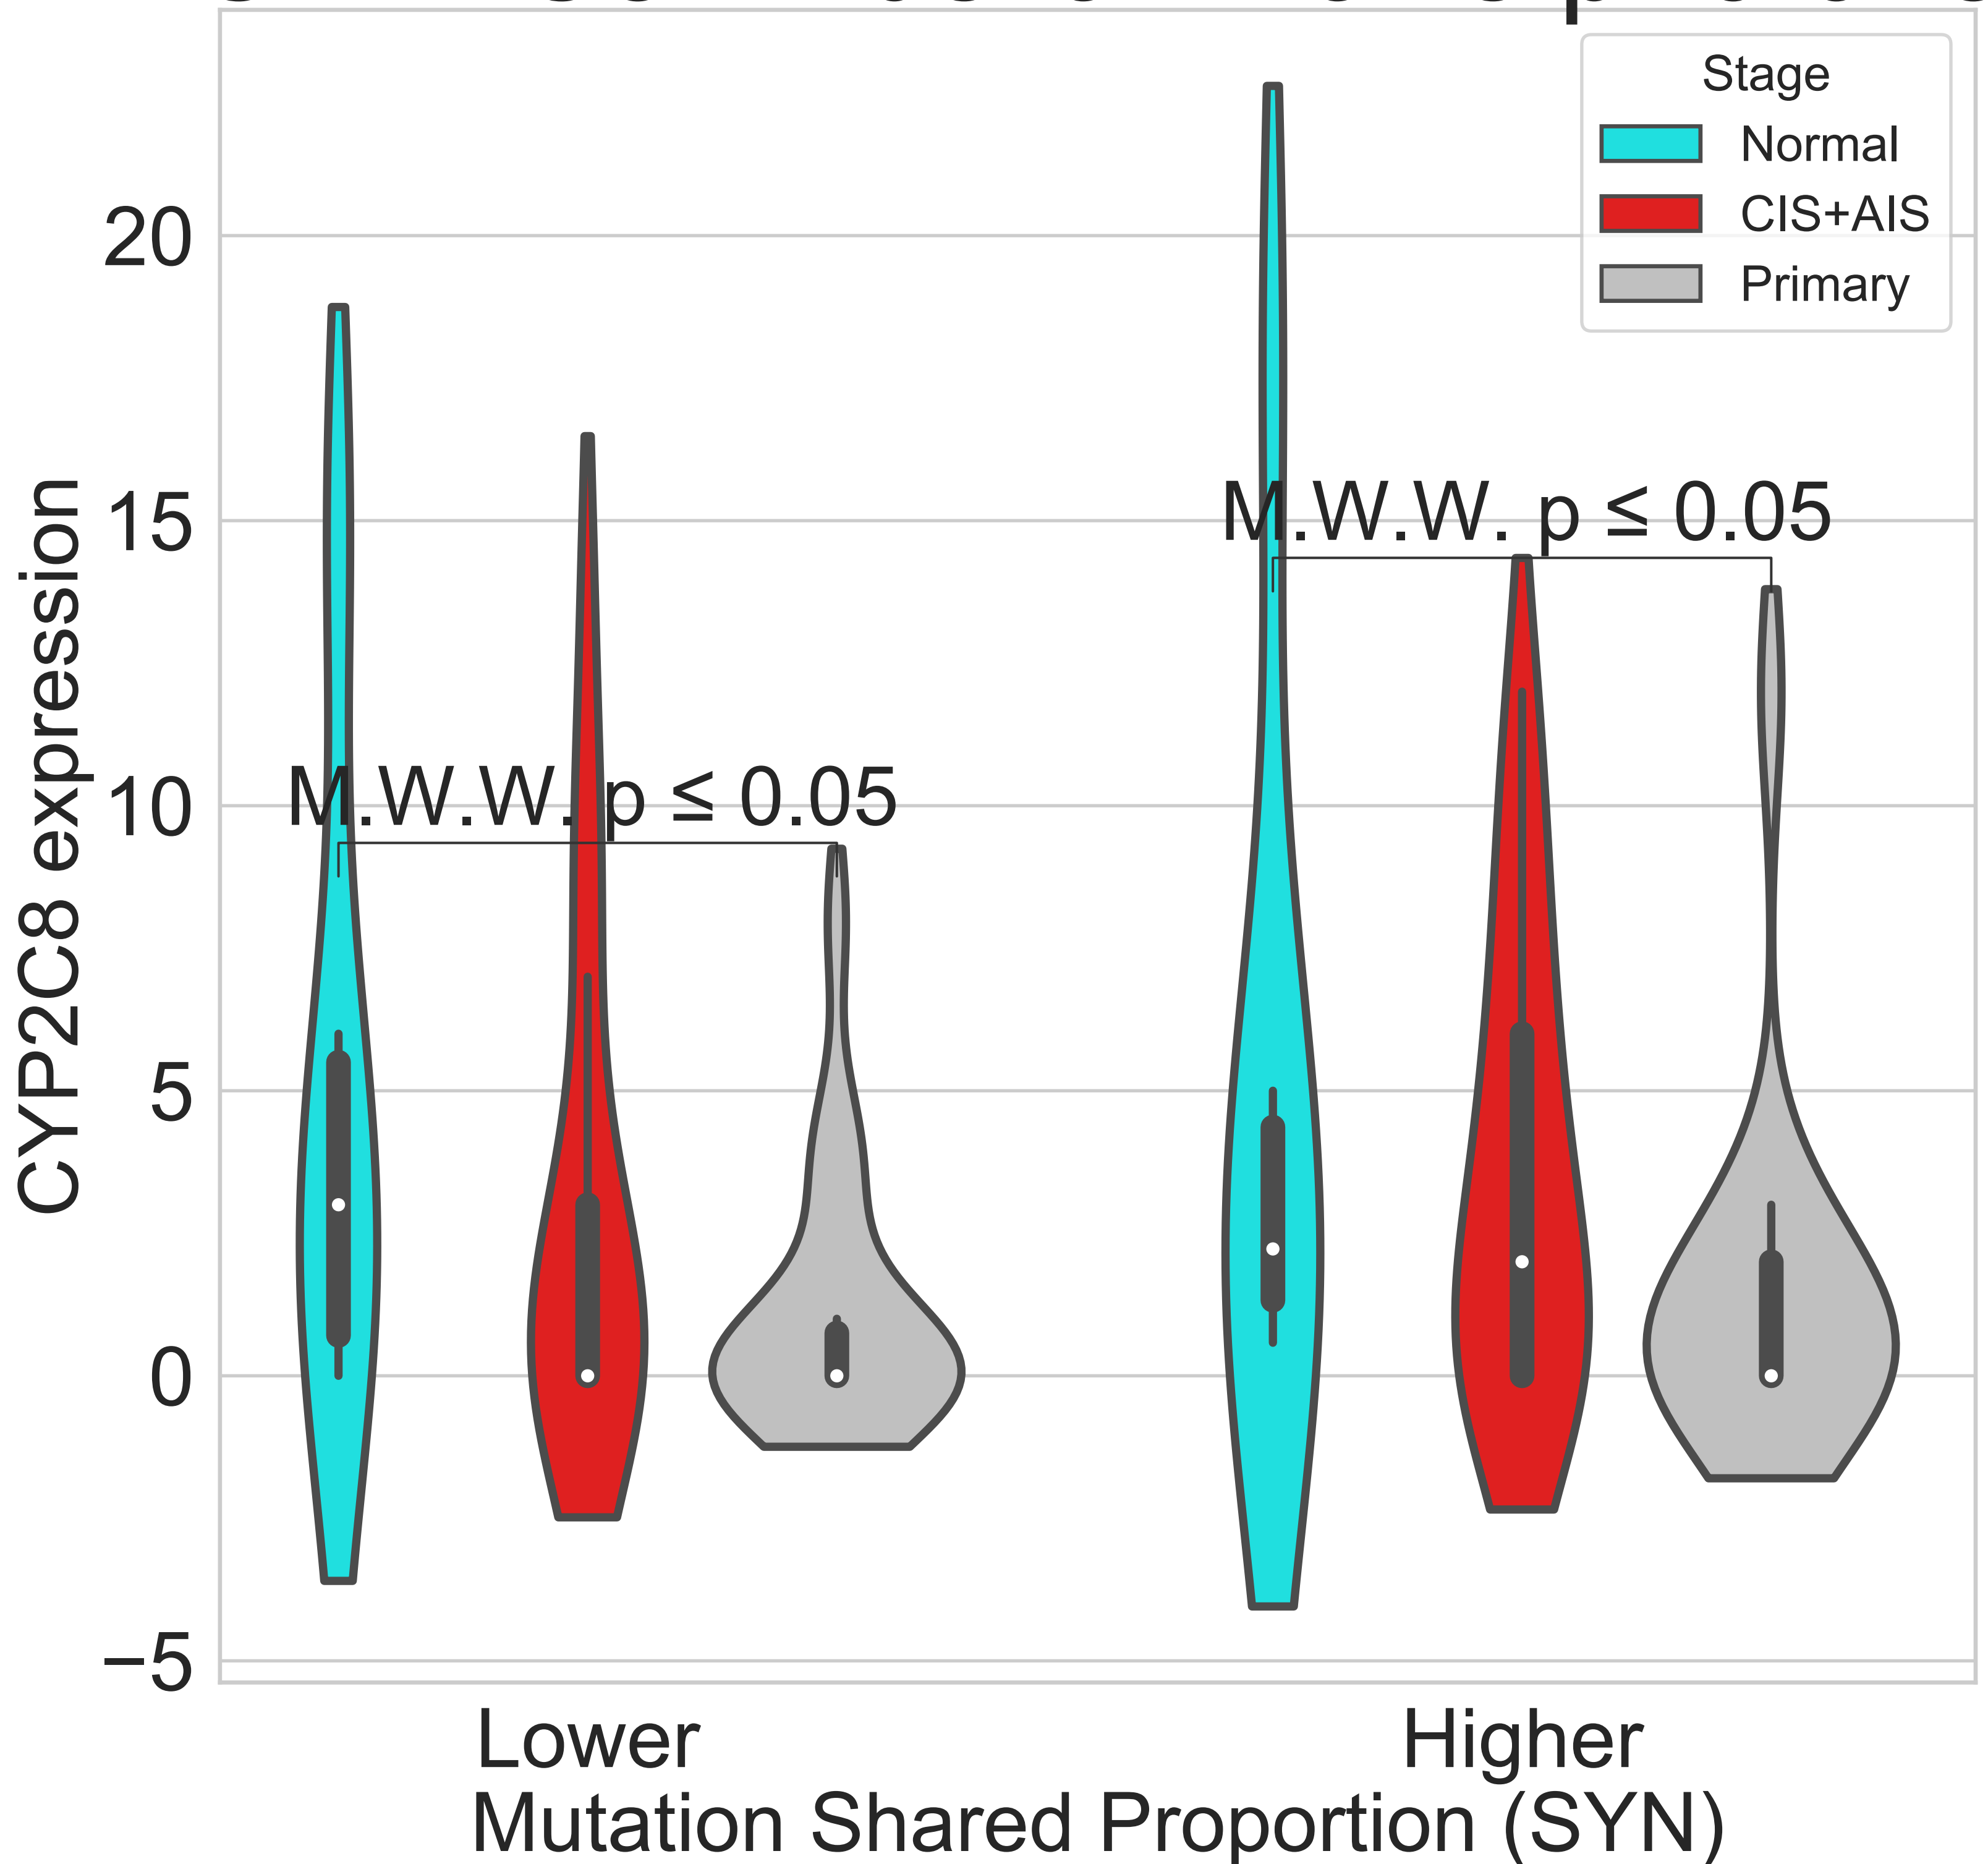 Stage
Normal
CIS+AIS
Primary
20
15
10
5
0
−5
CYP2C8 expression
M.W.W. p ≤ 0.05
M.W.W. p ≤ 0.05
Lower
Higher
Mutation Shared Proportion (SYN)